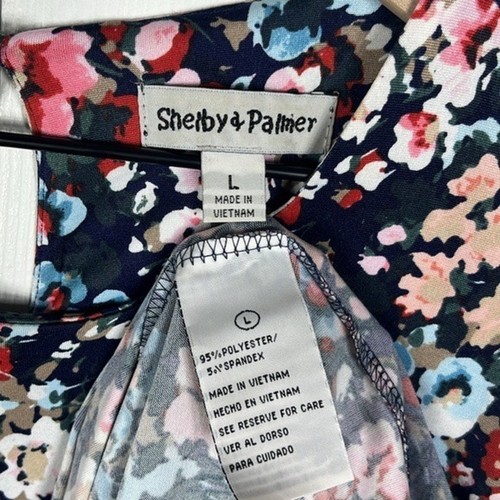 Shelby & Palmer
L
MADE IN
VIETNAM
L
95% POLYESTER/
5% SPANDEX
MADE IN VIETNAM
HECHO EN VIETNAM
SEE RESERVE FOR CARE
VER AL DORSO
PARA CUIDADO